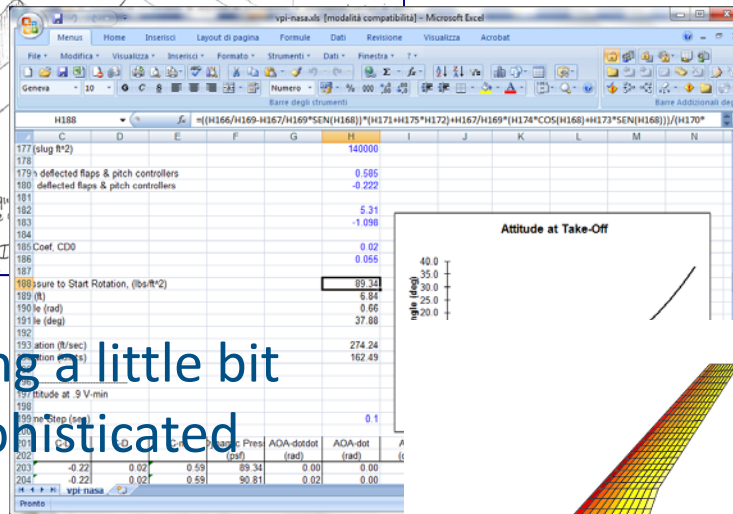 vpi-nasa.xls [modalità compatibilità] - Microsoft Excel
Menus Home Inserisci Layout di pagina Formule Dati Revisione Visualizza Acrobat
File Modifica Visualizza Inserisci Formato Strumenti Dati Finestra ?
Geneva 10 G C S Numero % 000
Barre degli strumenti Barre Addizionali de
H188 fx =((H166/H169-H167/H169*SEN(H168))*(H171+H175*H172)+H167/H169*(H174*COS(H168)+H173*SEN(H168)))/(H170*
C D E F G H I J K L M N
177 (slug ft^2) 140000
178
179 deflected flaps & pitch controllers 0.585
180 deflected flaps & pitch controllers -0.222
181
182 5.31
183 -1.098
184
185 Coef, CD0 0.02
186 0.055
187
188 ssure to Start Rotation, (lbs/ft^2) 89.34
189 (ft) 6.84
190 le (rad) 0.66
191 le (deg) 37.88
192
193 ation (ft/sec) 274.24
162.49
197 ttitude at .9 V-min
198
199 me Step (sec) 0.1
201 AOA-dotdot AOA-dot
202 (psf) (rad) (rad)
203 -0.22 0.02 0.59 89.34 0.00 0.00
204 -0.22 0.02 0.59 90.81 0.02 0.00
vpi-nasa
Pronto
Attitude at Take-Off
40.0
35.0
30.0
25.0
20.0
ngle (deg)
g a little bit
phisticated